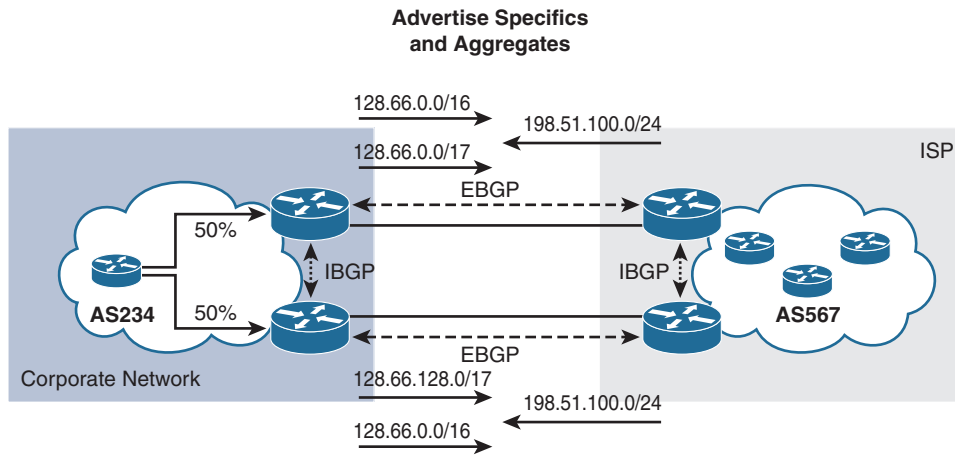 Advertise Specifics
and Aggregates
128.66.0.0/16
198.51.100.0/24
128.66.0.0/17
ISP
EBGP
50%
IBGP
IBGP
AS234
AS567
50%
EBGP
Corporate Network
128.66.128.0/17
198.51.100.0/24
128.66.0.0/16